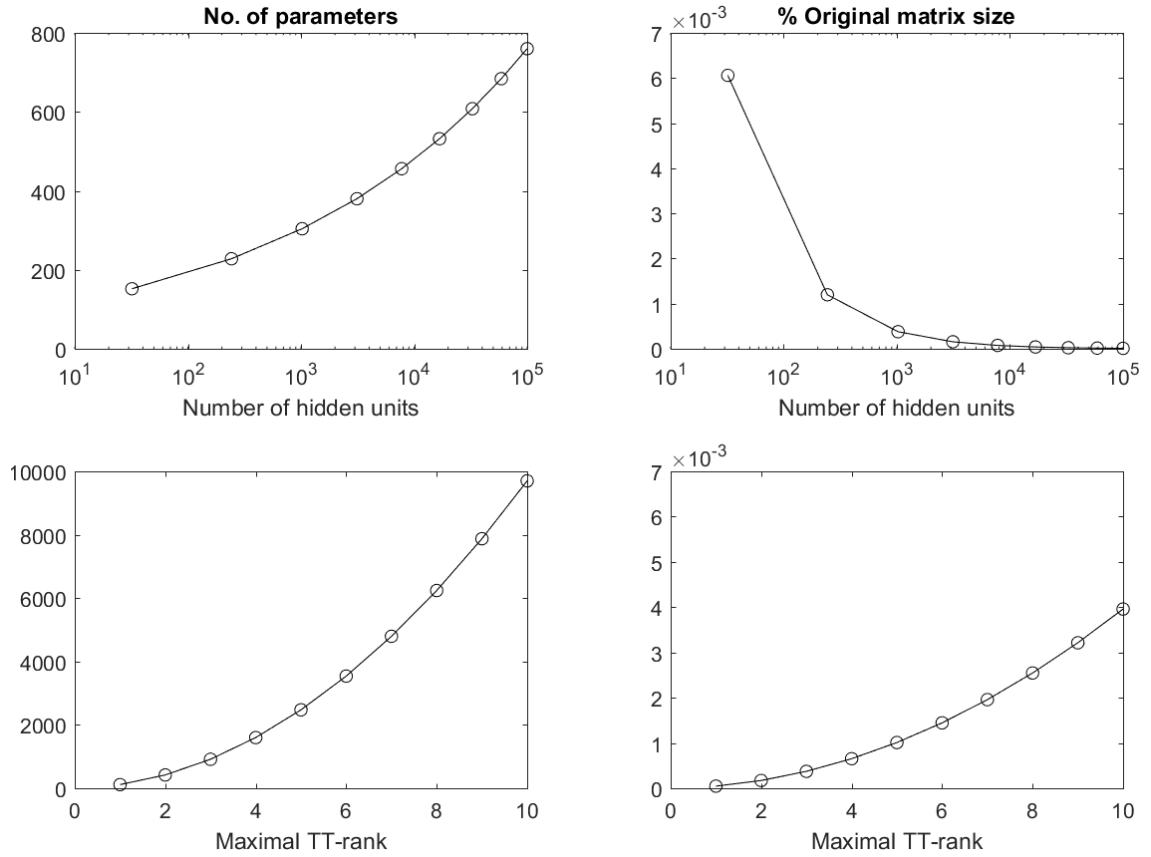 No. of parameters
800
600
400
200
0
10^1 10^2 10^3 10^4 10^5
Number of hidden units
% Original matrix size
×10^-3
7
6
5
4
3
2
1
0
10^1 10^2 10^3 10^4 10^5
Number of hidden units
10000
8000
6000
4000
2000
0
0 2 4 6 8 10
Maximal TT-rank
×10^-3
7
6
5
4
3
2
1
0
0 2 4 6 8 10
Maximal TT-rank